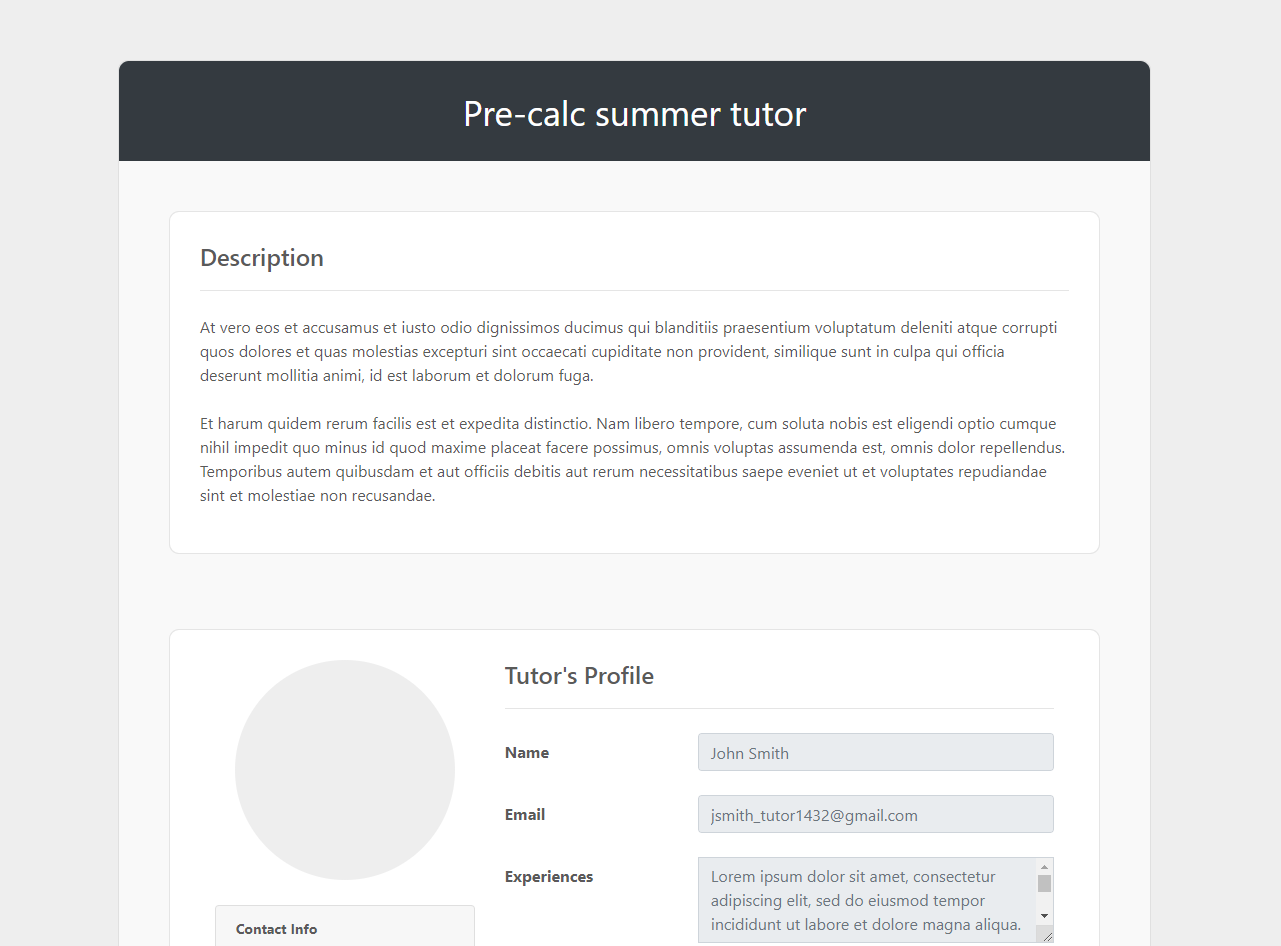 Pre-calc summer tutor
Description
At vero eos et accusamus et iusto odio dignissimos ducimus qui blanditiis praesentium voluptatum deleniti atque corrupti
quos dolores et quas molestias excepturi sint occaecati cupiditate non provident, similique sunt in culpa qui officia
deserunt mollitia animi, id est laborum et dolorum fuga.
Et harum quidem rerum facilis est et expedita distinctio. Nam libero tempore, cum soluta nobis est eligendi optio cumque
nihil impedit quo minus id quod maxime placeat facere possimus, omnis voluptas assumenda est, omnis dolor repellendus.
Temporibus autem quibusdam et aut officiis debitis aut rerum necessitatibus saepe eveniet ut et voluptates repudiandae
sint et molestiae non recusandae.
Tutor's Profile
Name
John Smith
Email
jsmith_tutor1432@gmail.com
Experiences
Lorem ipsum dolor sit amet, consectetur
adipiscing elit, sed do eiusmod tempor
incididunt ut labore et dolore magna aliqua.
Contact Info